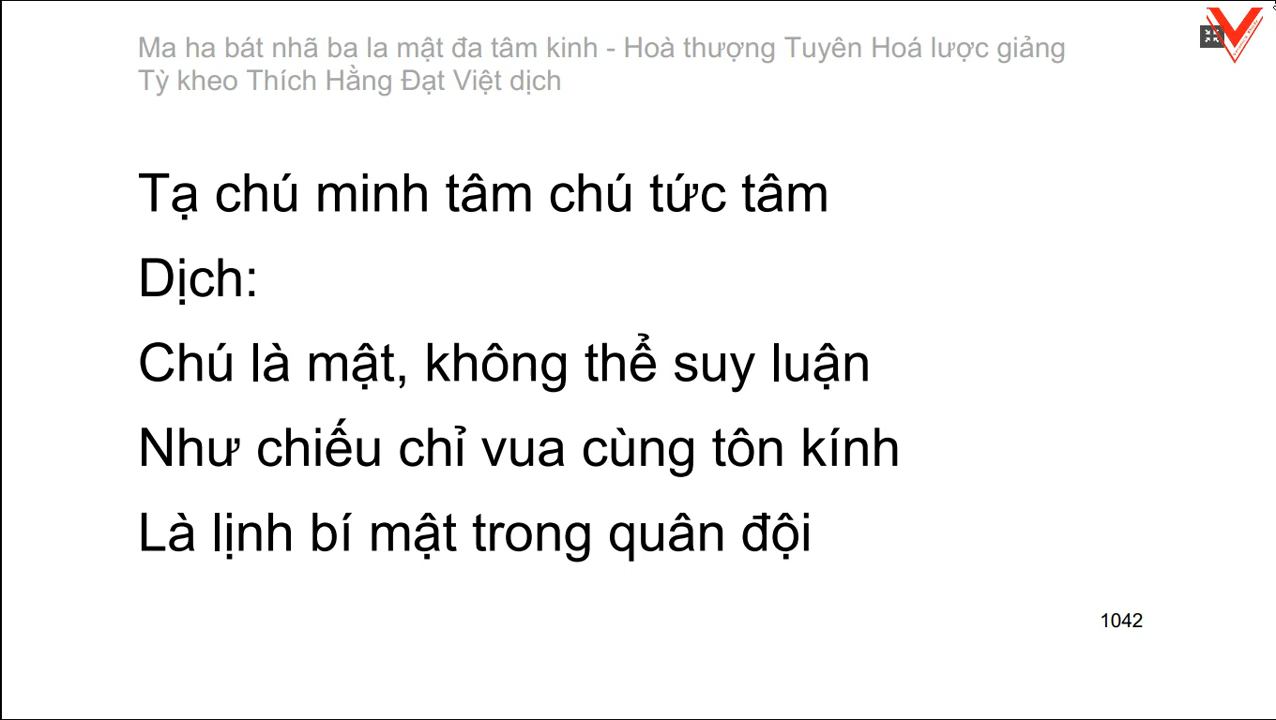 Ma ha bát nhã ba la mật đa tâm kinh - Hoà thượng Tuyên Hoá lược giảng
Tỳ kheo Thích Hằng Đạt Việt dịch
Tạ chú minh tâm chú tức tâm
Dịch:
Chú là mật, không thể suy luận
Như chiếu chỉ vua cùng tôn kính
Là lịnh bí mật trong quân đội
1042